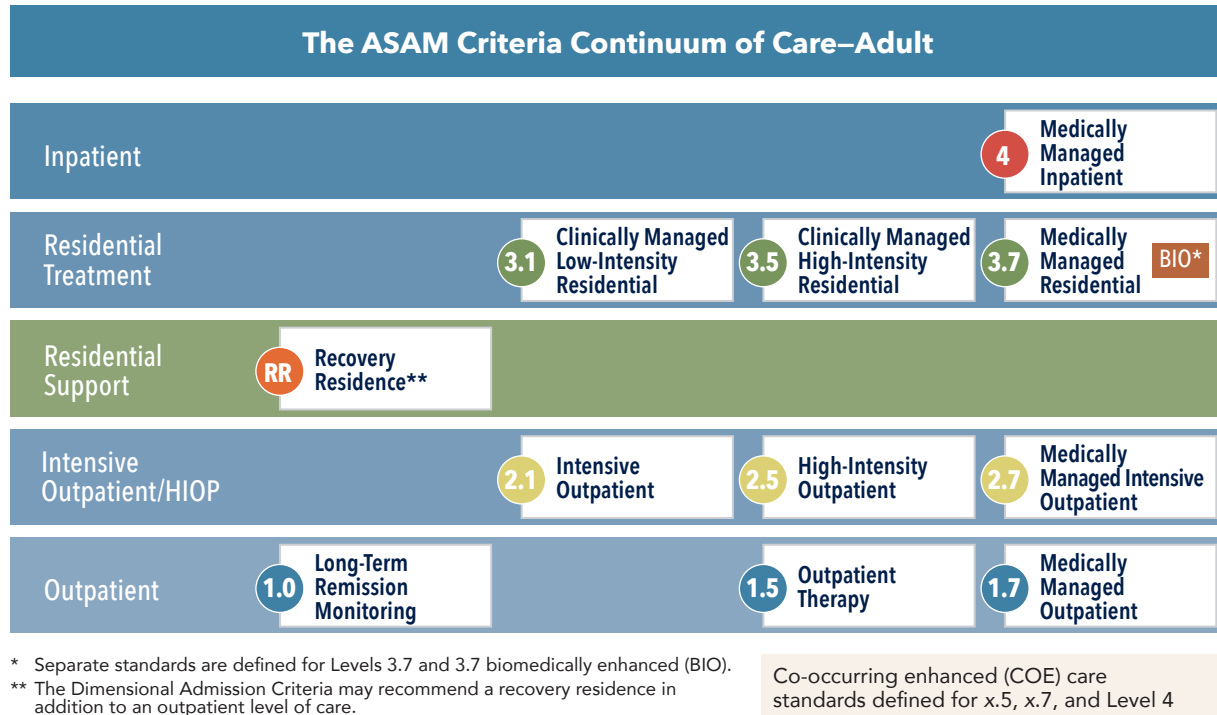 The ASAM Criteria Continuum of Care–Adult
Inpatient
4
Medically
Managed
Inpatient
Residential
Treatment
3.1
Clinically Managed
Low-Intensity
Residential
3.5
Clinically Managed
High-Intensity
Residential
3.7
Medically
Managed
Residential
BIO*
Residential
Support
RR
Recovery
Residence**
Intensive
Outpatient/HIOP
2.1
Intensive
Outpatient
2.5
High-Intensity
Outpatient
2.7
Medically
Managed Intensive
Outpatient
Outpatient
1.0
Long-Term
Remission
Monitoring
1.5
Outpatient
Therapy
1.7
Medically
Managed
Outpatient
* Separate standards are defined for Levels 3.7 and 3.7 biomedically enhanced (BIO).
** The Dimensional Admission Criteria may recommend a recovery residence in
addition to an outpatient level of care.
Co-occurring enhanced (COE) care
standards defined for x.5, x.7, and Level 4